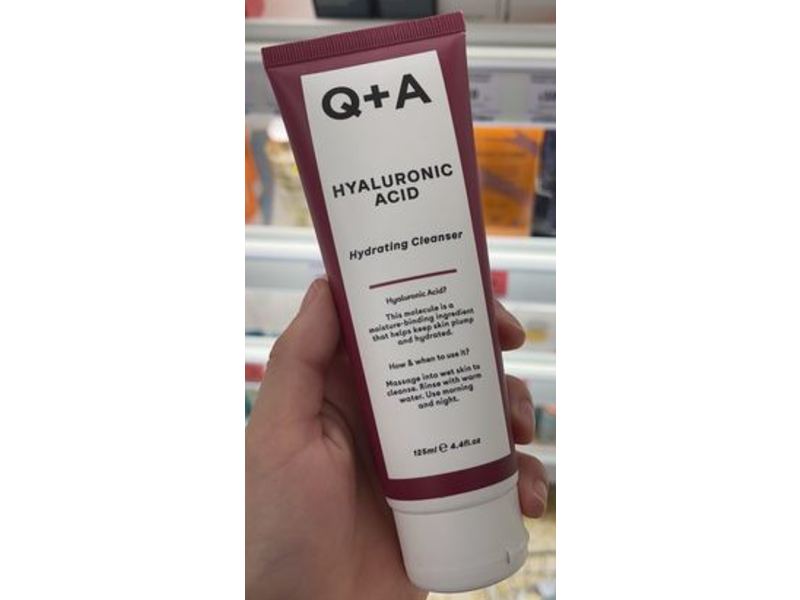 Q+A
HYALURONIC
ACID
Hydrating Cleanser
Hyaluronic Acid?
This molecule is a
moisture-binding ingredient
that helps keep skin plump
and hydrated.
How & when to use it?
Massage into wet skin to
cleanse. Rinse with warm
water. Use morning
and night.
125ml ℮ 4.4fl.oz